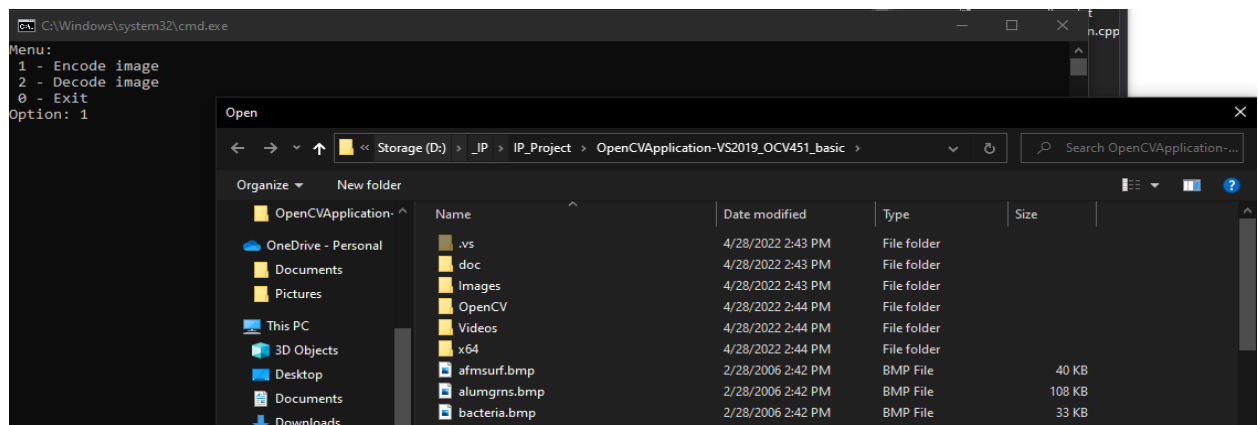 C:\Windows\system32\cmd.exe
n.cpp
Menu:
1 - Encode image
2 - Decode image
0 - Exit
Option: 1
Open
« Storage (D:) > _IP > IP_Project > OpenCVApplication-VS2019_OCV451_basic >
Search OpenCVApplication-...
Organize New folder
OpenCVApplication-
OneDrive - Personal
Documents
Pictures
This PC
3D Objects
Desktop
Documents
Downloads
Name Date modified Type Size
.vs 4/28/2022 2:43 PM File folder
doc 4/28/2022 2:43 PM File folder
Images 4/28/2022 2:43 PM File folder
OpenCV 4/28/2022 2:44 PM File folder
Videos 4/28/2022 2:44 PM File folder
x64 4/28/2022 2:44 PM File folder
afmsurf.bmp 2/28/2006 2:42 PM BMP File 40 KB
alumgrns.bmp 2/28/2006 2:42 PM BMP File 108 KB
bacteria.bmp 2/28/2006 2:42 PM BMP File 33 KB